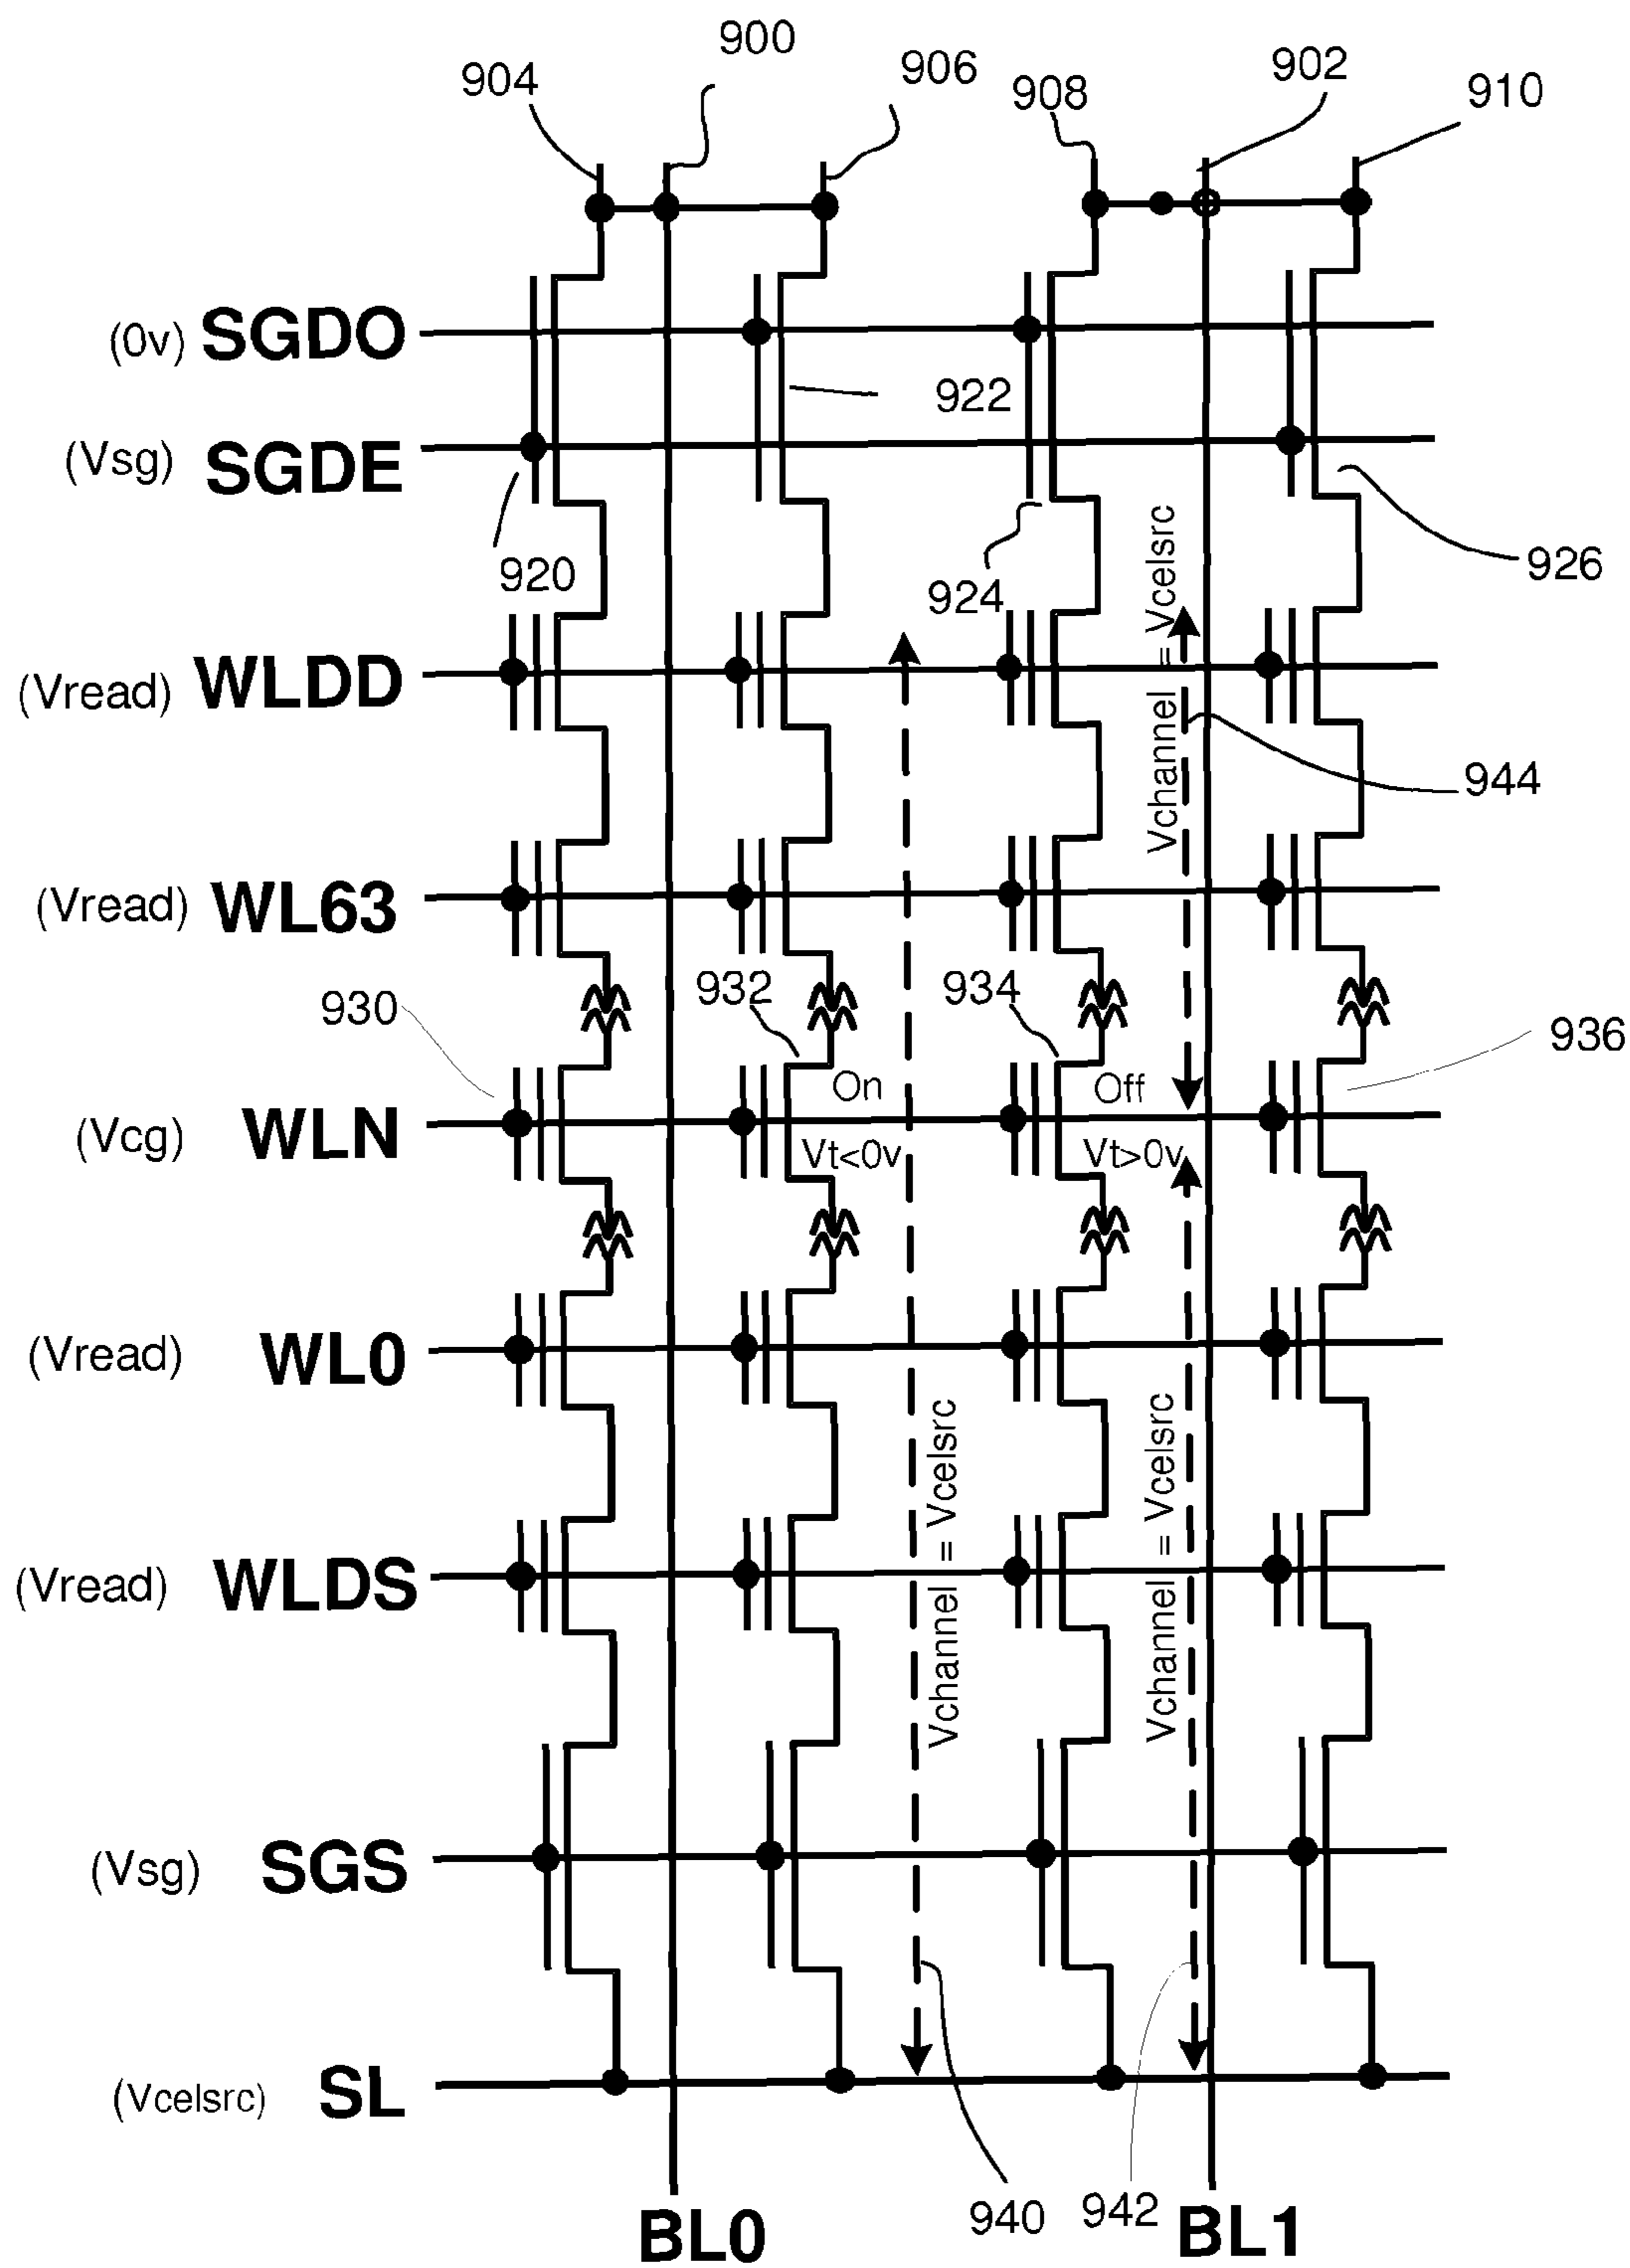 900
904
906
902
908
910
(0v) SGDO
922
(Vsg) SGDE
920
924
926
Vchannel = Vcelsrc
(Vread) WLDD
944
(Vread) WL63
930
932
934
936
On
Off
(Vcg) WLN
Vt<0v
Vt>0v
(Vread) WL0
Vchannel = Vcelsrc
Vchannel = Vcelsrc
(Vread) WLDS
(Vsg) SGS
(Vcelsrc) SL
940
942
BL0
BL1